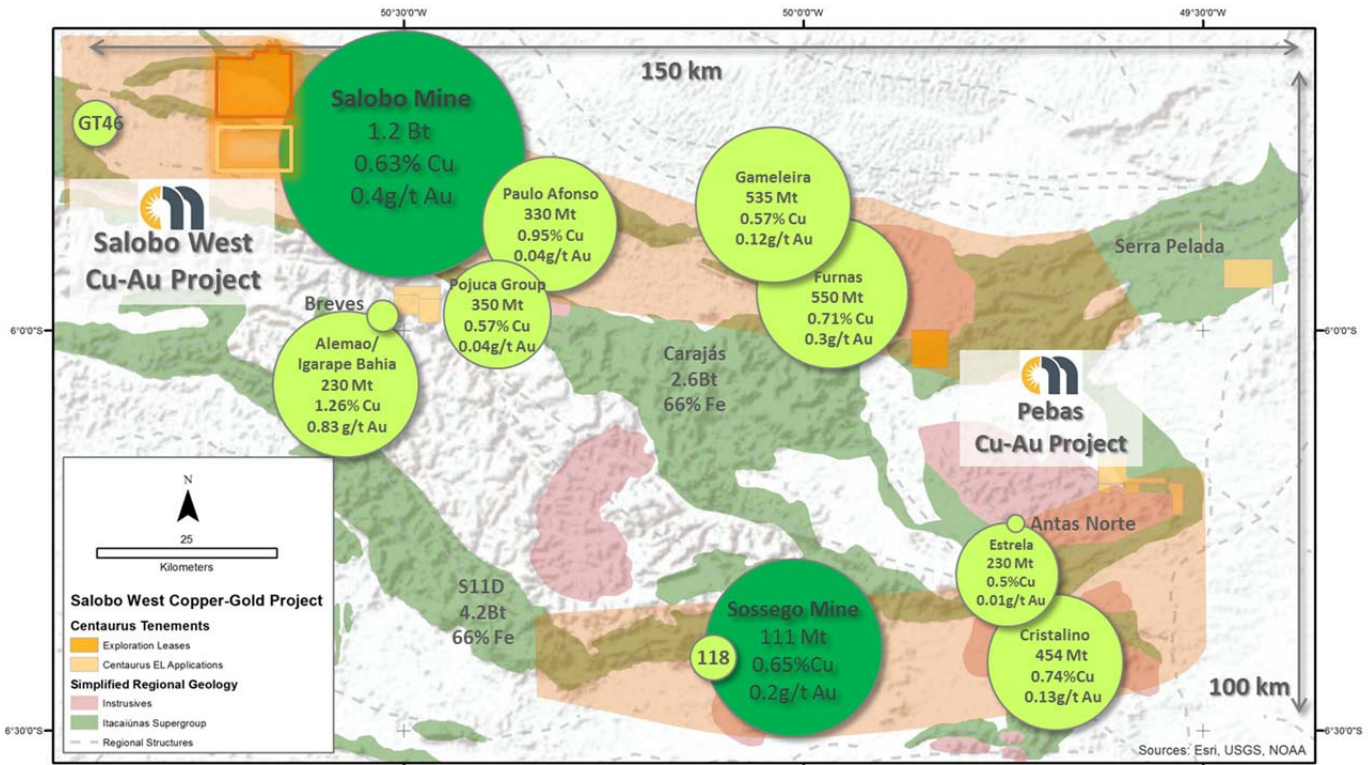 50°30'0"W
50°0'0"W
49°30'0"W
150 km
GT46
Salobo Mine
1.2 Bt
0.63% Cu
0.4g/t Au
Salobo West
Cu-Au Project
Paulo Afonso
330 Mt
0.95% Cu
0.04g/t Au
Gameleira
535 Mt
0.57% Cu
0.12g/t Au
Serra Pelada
Pojuca Group
350 Mt
0.57% Cu
0.04g/t Au
Furnas
550 Mt
0.71% Cu
0.3g/t Au
Breves
6°0'0"S
6°0'0"S
Alemao/
Igarape Bahia
230 Mt
1.26% Cu
0.83 g/t Au
Carajás
2.6Bt
66% Fe
Pebas
Cu-Au Project
Antas Norte
Estrela
230 Mt
0.5%Cu
0.01g/t Au
S11D
4.2Bt
66% Fe
Sossego Mine
111 Mt
0.65%Cu
0.2g/t Au
118
Cristalino
454 Mt
0.74%Cu
0.13g/t Au
100 km
N
25
Kilometers
Salobo West Copper-Gold Project
Centaurus Tenements
Exploration Leases
Centaurus EL Applications
Simplified Regional Geology
Instrusives
Itacaiúnas Supergroup
Regional Structures
6°30'0"S
6°30'0"S
Sources: Esri, USGS, NOAA